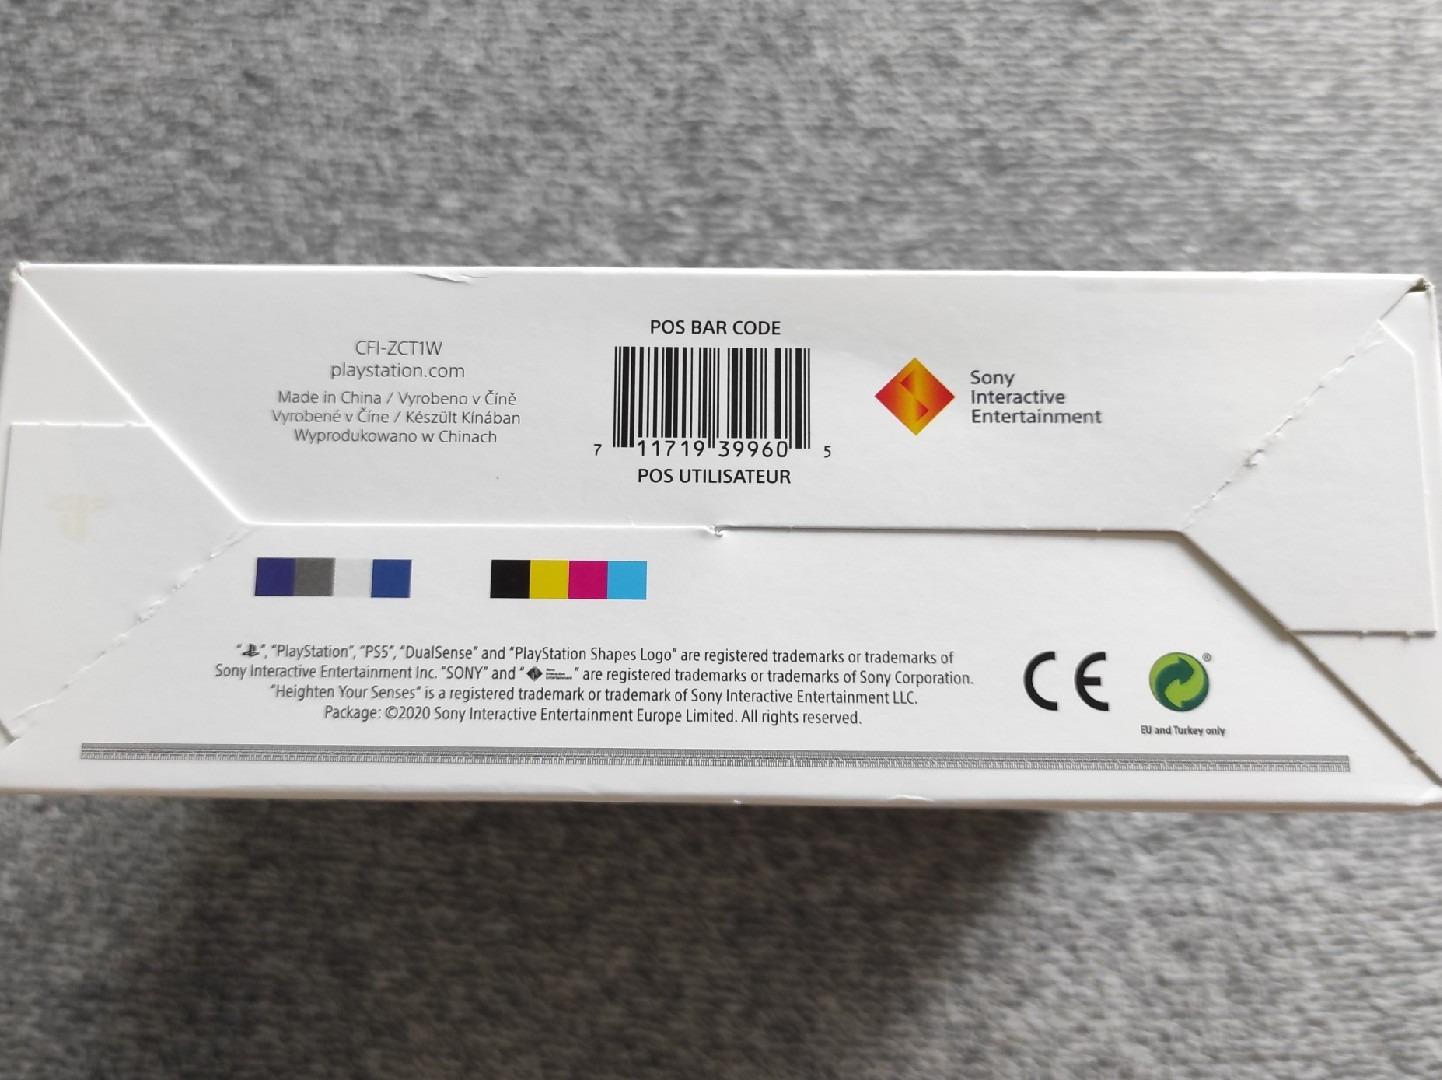 CFI-ZCT1W
playstation.com
Made in China / Vyrobeno v Číně
Vyrobené v Číne / Készült Kínában
Wyprodukowano w Chinach
POS BAR CODE
7 11719 39960 5
POS UTILISATEUR
Sony
Interactive
Entertainment
" ", "PlayStation", "PS5", "DualSense" and "PlayStation Shapes Logo" are registered trademarks or trademarks of
Sony Interactive Entertainment Inc. "SONY" and " " are registered trademarks or trademarks of Sony Corporation.
"Heighten Your Senses" is a registered trademark or trademark of Sony Interactive Entertainment LLC.
Package: ©2020 Sony Interactive Entertainment Europe Limited. All rights reserved.
CE
®
EU and Turkey only